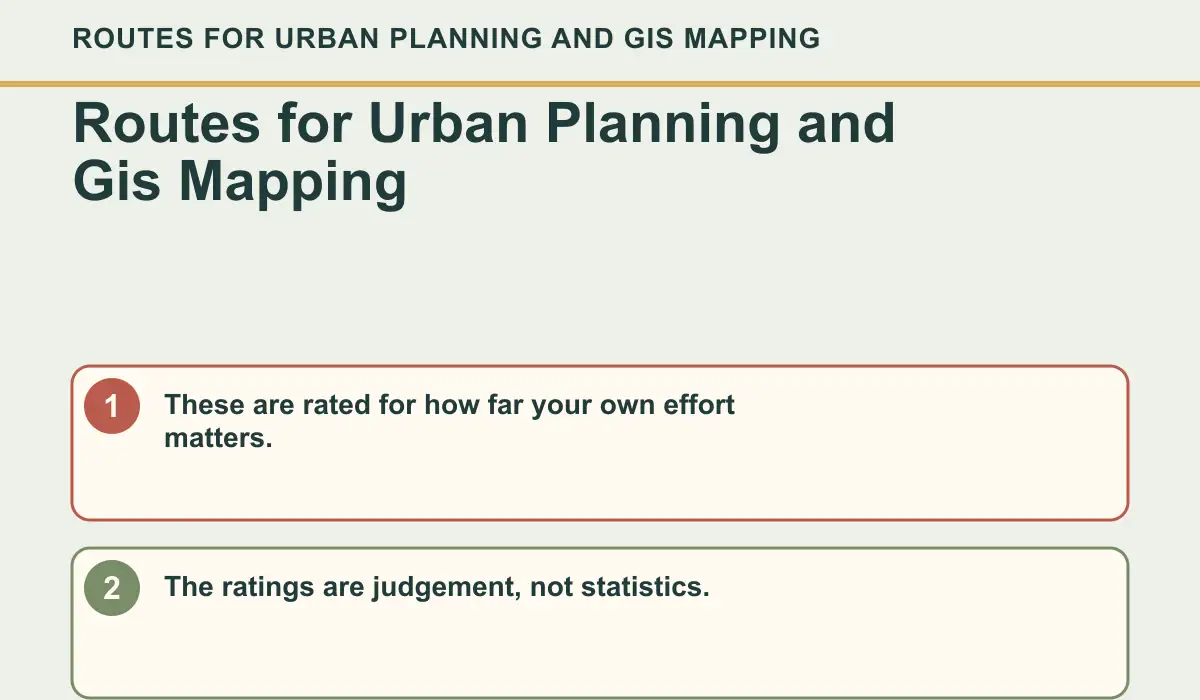 ROUTES FOR URBAN PLANNING AND GIS MAPPING
Routes for Urban Planning and
Gis Mapping
1
These are rated for how far your own effort
matters.
2
The ratings are judgement, not statistics.